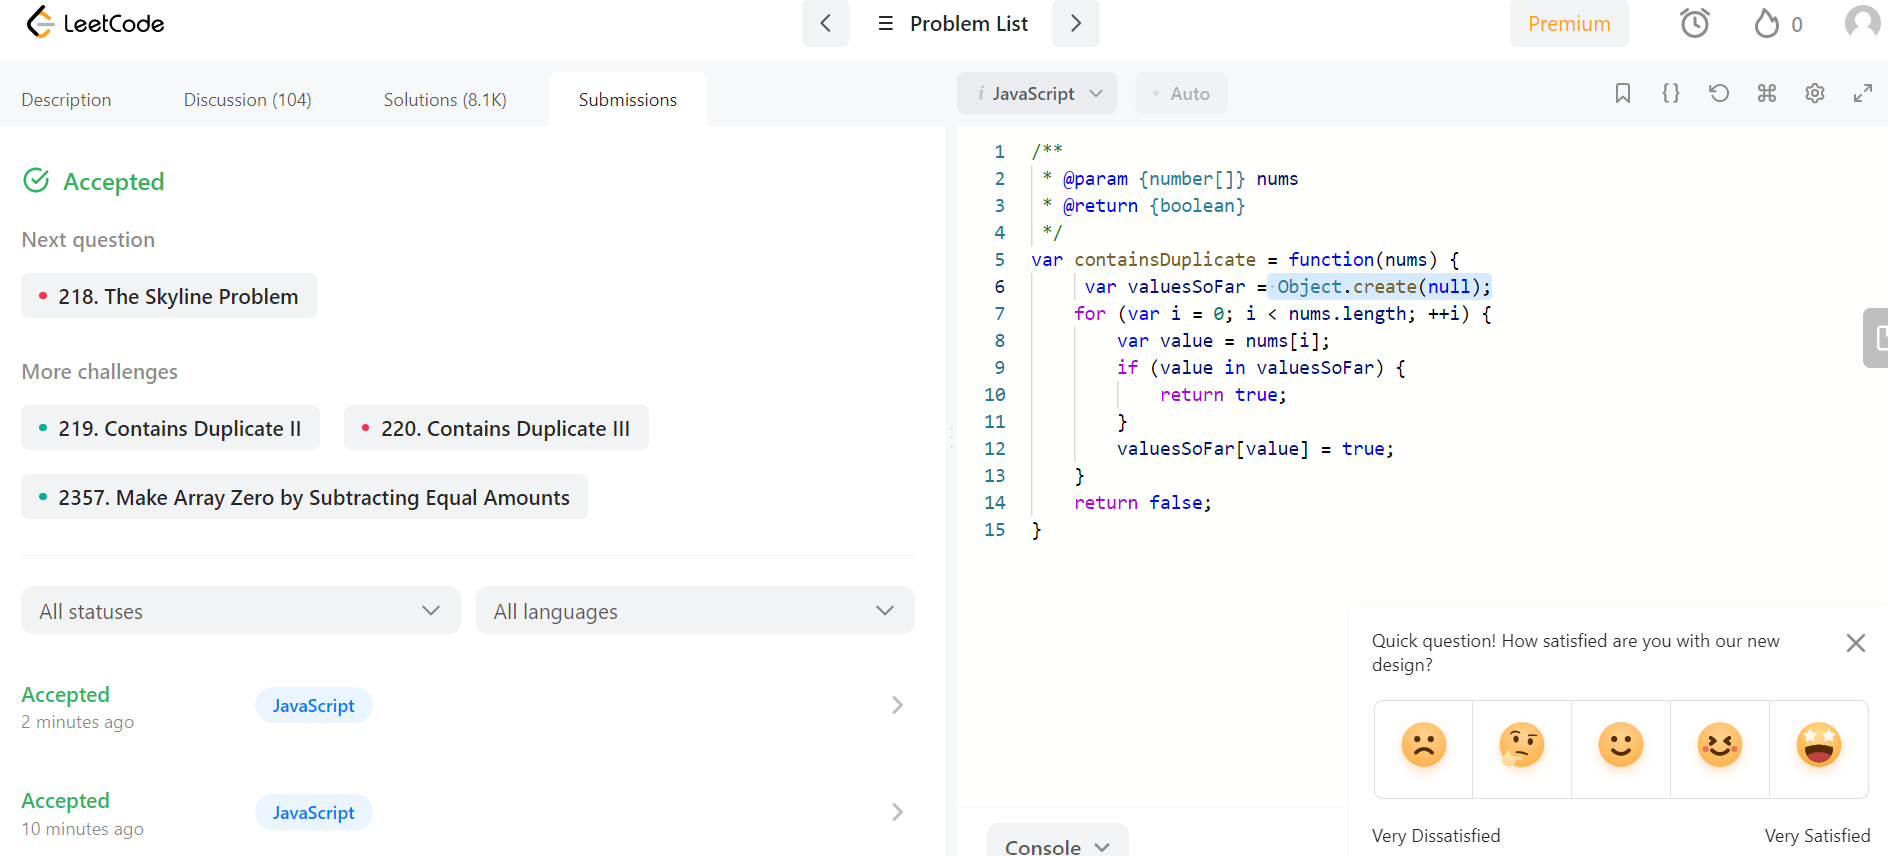 LeetCode
Problem List
Premium
0
Description
Discussion (104)
Solutions (8.1K)
Submissions
Accepted
Next question
218. The Skyline Problem
More challenges
219. Contains Duplicate II
220. Contains Duplicate III
2357. Make Array Zero by Subtracting Equal Amounts
All statuses
All languages
Accepted
2 minutes ago
JavaScript
Accepted
10 minutes ago
JavaScript
i JavaScript
Auto
1 /**
2 * @param {number[]} nums
3 * @return {boolean}
4 */
5 var containsDuplicate = function(nums) {
6 var valuesSoFar = Object.create(null);
7 for (var i = 0; i < nums.length; ++i) {
8 var value = nums[i];
9 if (value in valuesSoFar) {
10 return true;
11 }
12 valuesSoFar[value] = true;
13 }
14 return false;
15 }
Quick question! How satisfied are you with our new
design?
Very Dissatisfied
Very Satisfied
Console